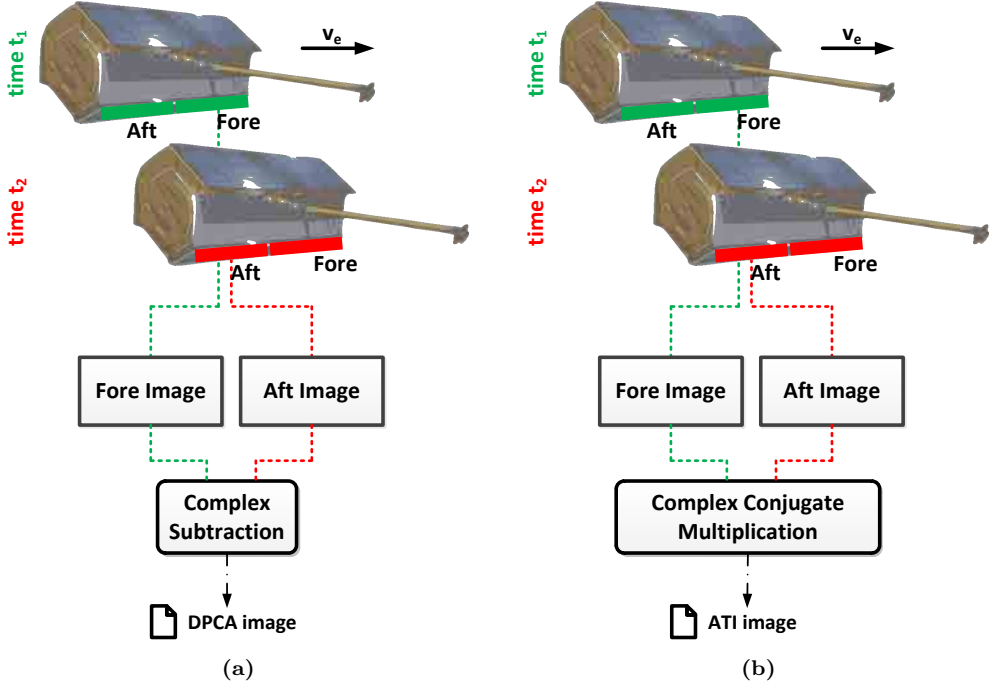 time t1
ve
Aft
Fore
time t2
Aft
Fore
Fore Image
Aft Image
Complex
Subtraction
DPCA image
(a)
time t1
ve
Aft
Fore
time t2
Aft
Fore
Fore Image
Aft Image
Complex Conjugate
Multiplication
ATI image
(b)